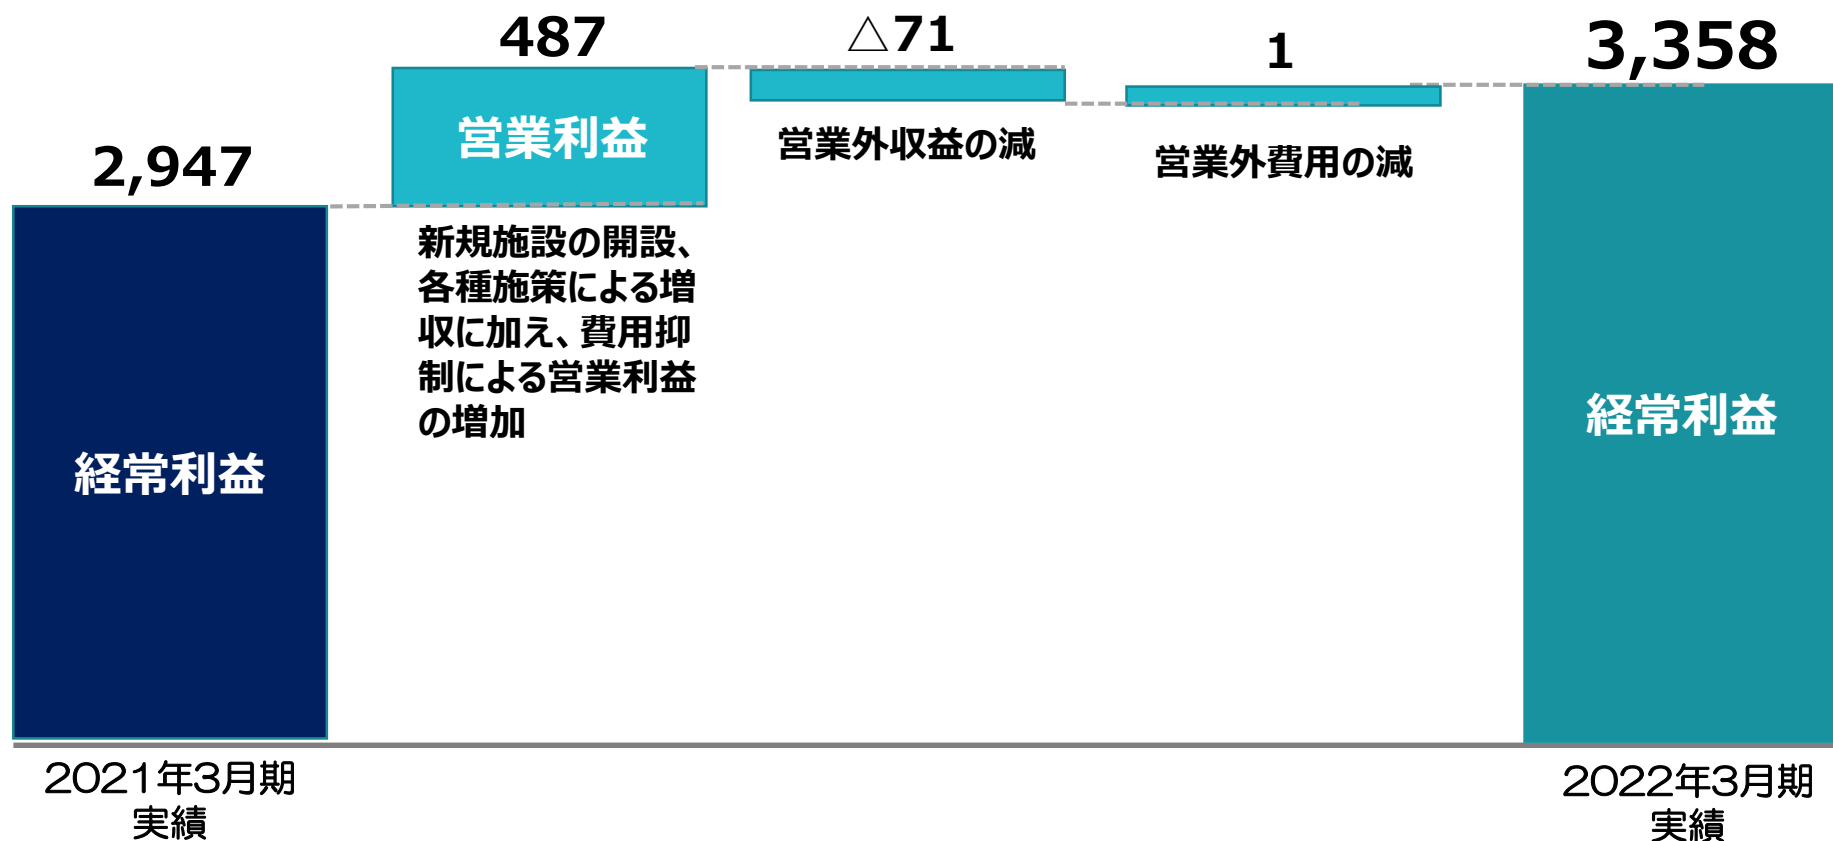 2,947
経常利益
2021年3月期
実績
487
営業利益
新規施設の開設、
各種施策による増
収に加え、費用抑
制による営業利益
の増加
△71
営業外収益の減
1
営業外費用の減
3,358
経常利益
2022年3月期
実績